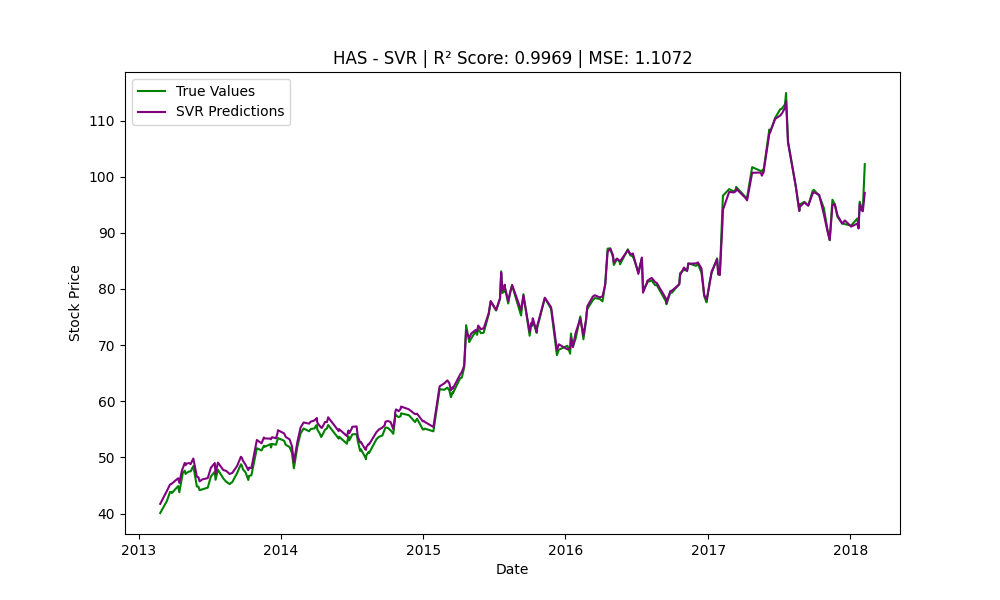 HAS - SVR | R² Score: 0.9969 | MSE: 1.1072
True Values
SVR Predictions
110
100
90
80
70
60
50
40
Stock Price
2013 2014 2015 2016 2017 2018
Date